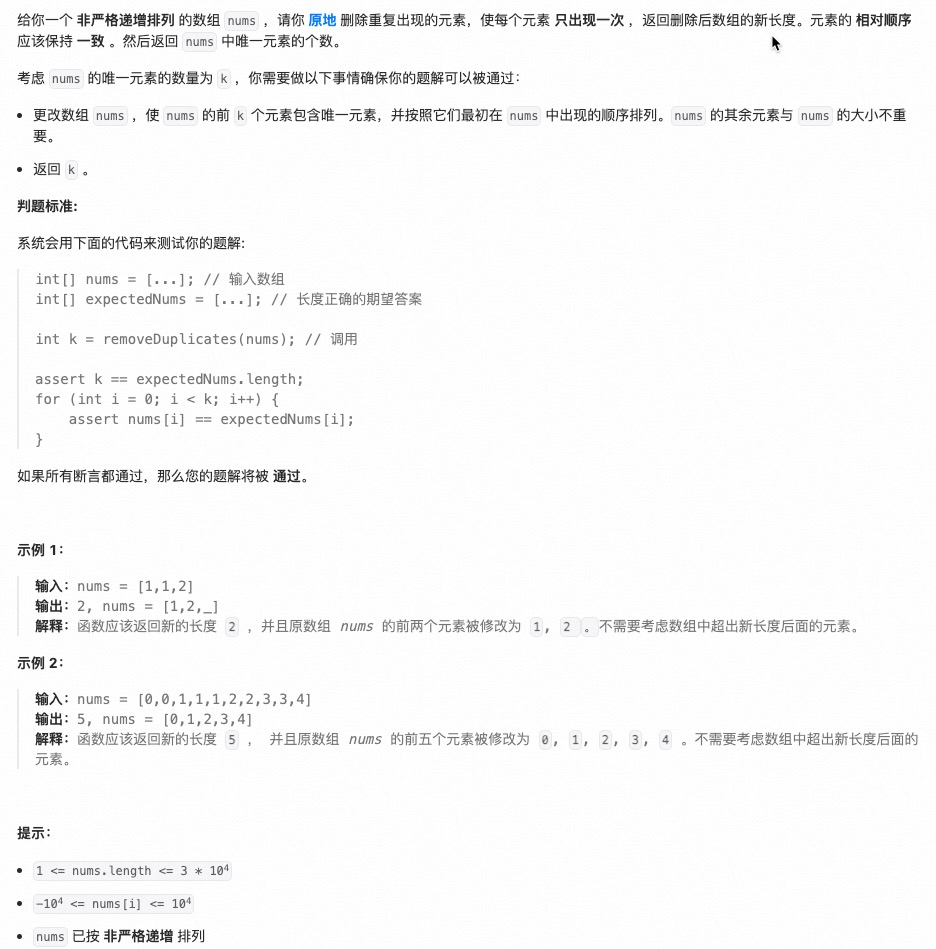 给你一个 非严格递增排列 的数组 nums ，请你 原地 删除重复出现的元素，使每个元素 只出现一次 ，返回删除后数组的新长度。元素的 相对顺序
应该保持 一致 。然后返回 nums 中唯一元素的个数。
考虑 nums 的唯一元素的数量为 k ，你需要做以下事情确保你的题解可以被通过：
• 更改数组 nums ，使 nums 的前 k 个元素包含唯一元素，并按照它们最初在 nums 中出现的顺序排列。nums 的其余元素与 nums 的大小不重
要。
• 返回 k 。
判题标准:
系统会用下面的代码来测试你的题解:
int[] nums = [...]; // 输入数组
int[] expectedNums = [...]; // 长度正确的期望答案
int k = removeDuplicates(nums); // 调用
assert k == expectedNums.length;
for (int i = 0; i < k; i++) {
    assert nums[i] == expectedNums[i];
}
如果所有断言都通过，那么您的题解将被 通过。
示例 1：
输入：nums = [1,1,2]
输出：2, nums = [1,2,_]
解释：函数应该返回新的长度 2 ，并且原数组 nums 的前两个元素被修改为 1, 2 。不需要考虑数组中超出新长度后面的元素。
示例 2：
输入：nums = [0,0,1,1,1,2,2,3,3,4]
输出：5, nums = [0,1,2,3,4]
解释：函数应该返回新的长度 5 ， 并且原数组 nums 的前五个元素被修改为 0, 1, 2, 3, 4 。不需要考虑数组中超出新长度后面的
元素。
提示：
• 1 <= nums.length <= 3 * 10⁴
• -10⁴ <= nums[i] <= 10⁴
• nums 已按 非严格递增 排列